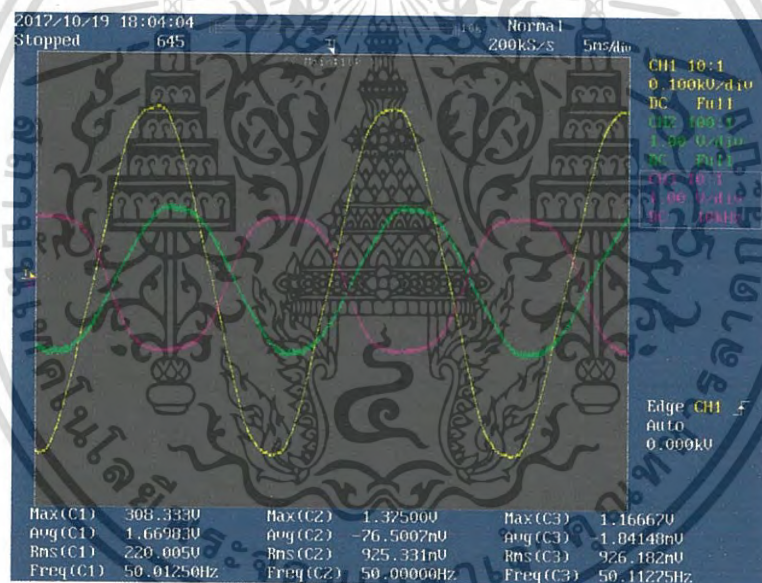 2017/10/19 18:04:04
Normal
Stopped 645
200kS/s 5ms/div
CH1 10:1
0.100kV/div
DC Full
CH2 100:1
1.00 V/div
DC Full
CH3 10:1
1.00 V/div
DC 10kHz
Edge CH1
Auto
0.000kV
Max(C1) 308.333V Max(C2) 1.37500V Max(C3) 1.16667V
Avg(C1) 1.66983V Avg(C2) -76.5007mV Avg(C3) -1.84148mV
Rms(C1) 220.005V Rms(C2) 925.331mV Rms(C3) 926.182mV
Freq(C1) 50.01250Hz Freq(C2) 50.00000Hz Freq(C3) 50.11275Hz